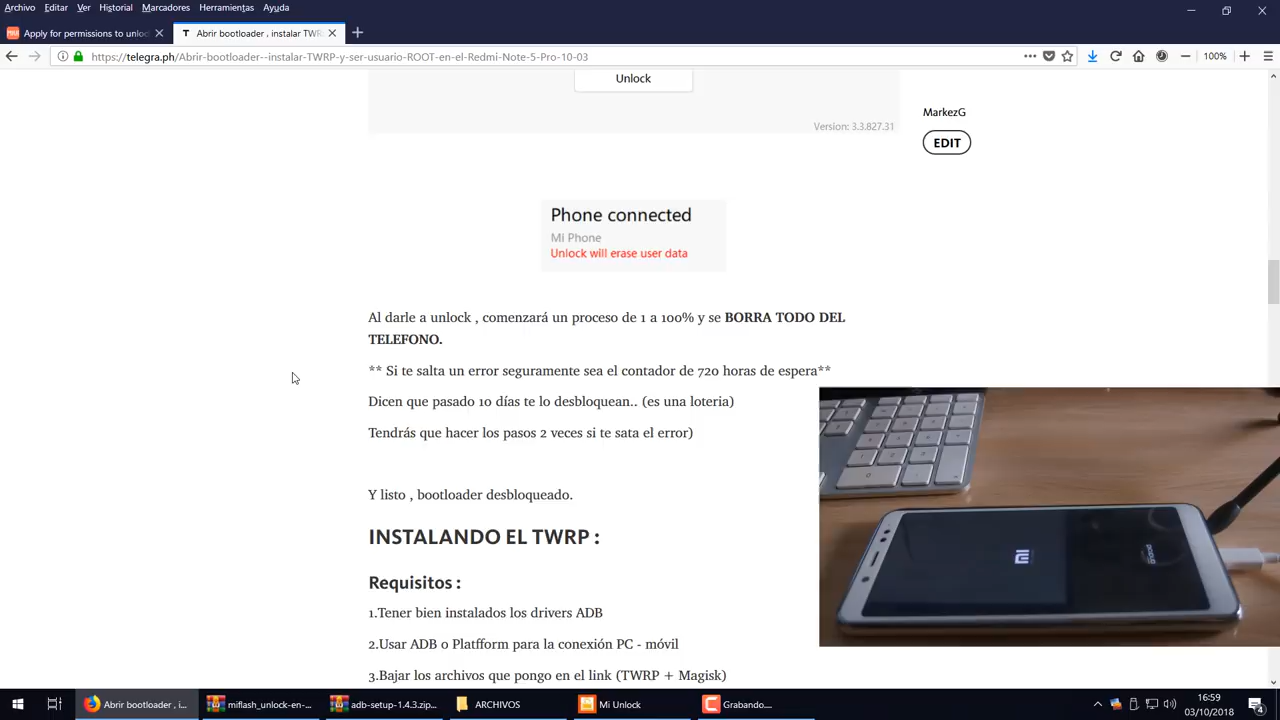 Archivo Editar Ver Historial Marcadores Herramientas Ayuda
Apply for permissions to unloc
Abrir bootloader , instalar TWR
https://telegra.ph/Abrir-bootloader--instalar-TWRP-y-ser-usuario-ROOT-en-el-Redmi-Note-5-Pro-10-03
100%
Unlock
Version: 3.3.827.31
MarkezG
EDIT
Phone connected
Mi Phone
Unlock will erase user data
Al darle a unlock , comenzará un proceso de 1 a 100% y se BORRA TODO DEL
TELEFONO.
** Si te salta un error seguramente sea el contador de 720 horas de espera**
Dicen que pasado 10 días te lo desbloquean.. (es una loteria)
Tendrás que hacer los pasos 2 veces si te sata el error)
Y listo , bootloader desbloqueado.
INSTALANDO EL TWRP :
Requisitos :
1.Tener bien instalados los drivers ADB
2.Usar ADB o Platfform para la conexión PC - móvil
3.Bajar los archivos que pongo en el link (TWRP + Magisk)
Abrir bootloader , i...
miflash_unlock-en-...
adb-setup-1.4.3.zip...
ARCHIVOS
Mi Unlock
Grabando....
16:59
03/10/2018
4